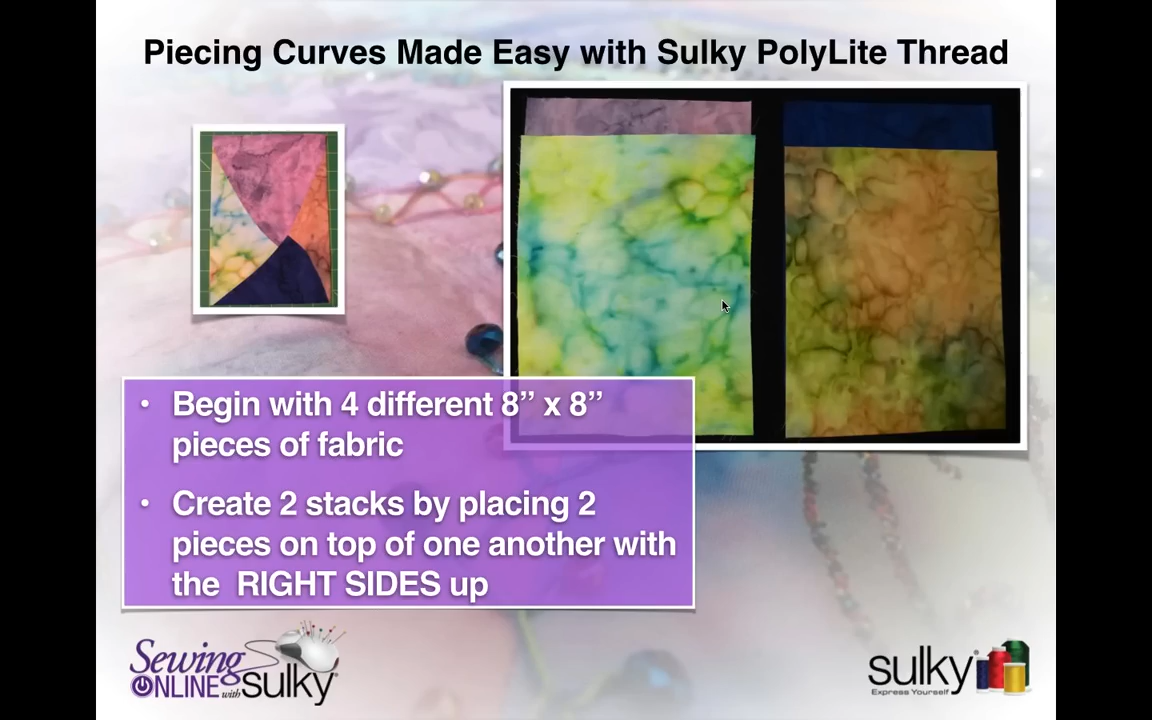 Piecing Curves Made Easy with Sulky PolyLite Thread
• Begin with 4 different 8” x 8”
pieces of fabric
• Create 2 stacks by placing 2
pieces on top of one another with
the  RIGHT SIDES up
Sewing
ONLINE with sulky®
sulky®
Express Yourself